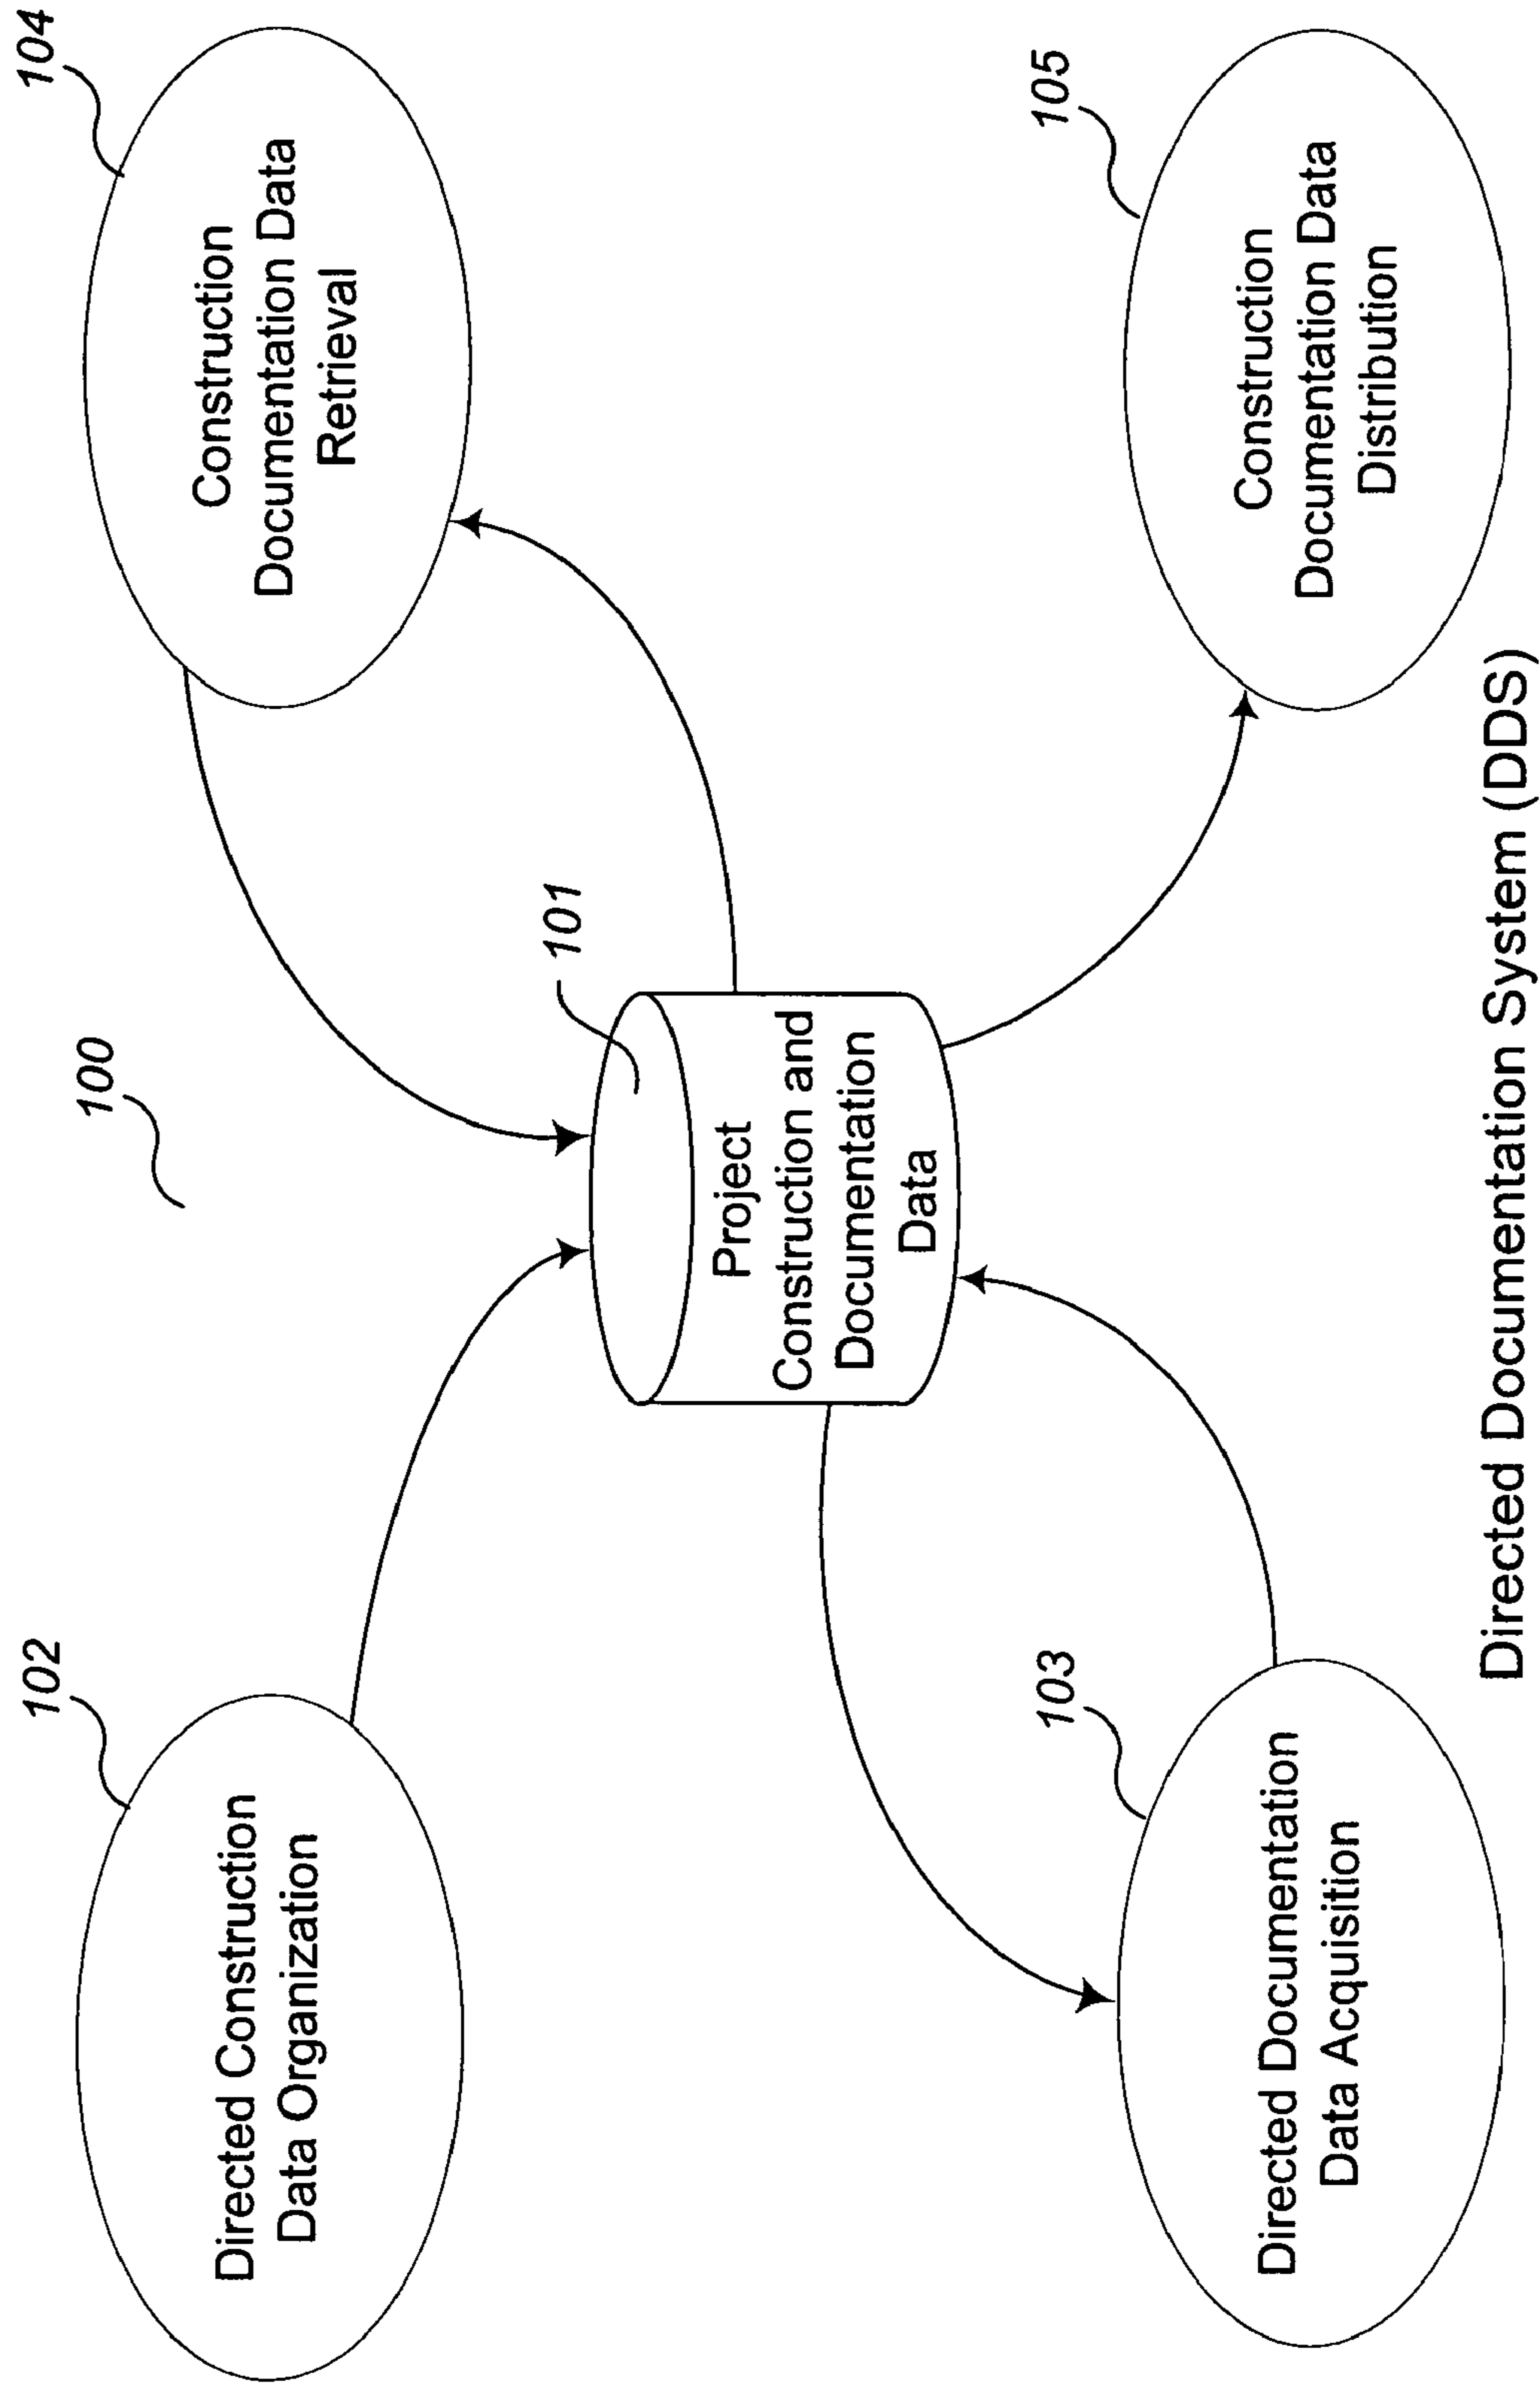 100
102
Directed Construction
Data Organization
104
Construction
Documentation Data
Retrieval
101
Project
Construction and
Documentation
Data
103
Directed Documentation
Data Acquisition
105
Construction
Documentation Data
Distribution
Directed Documentation System (DDS)